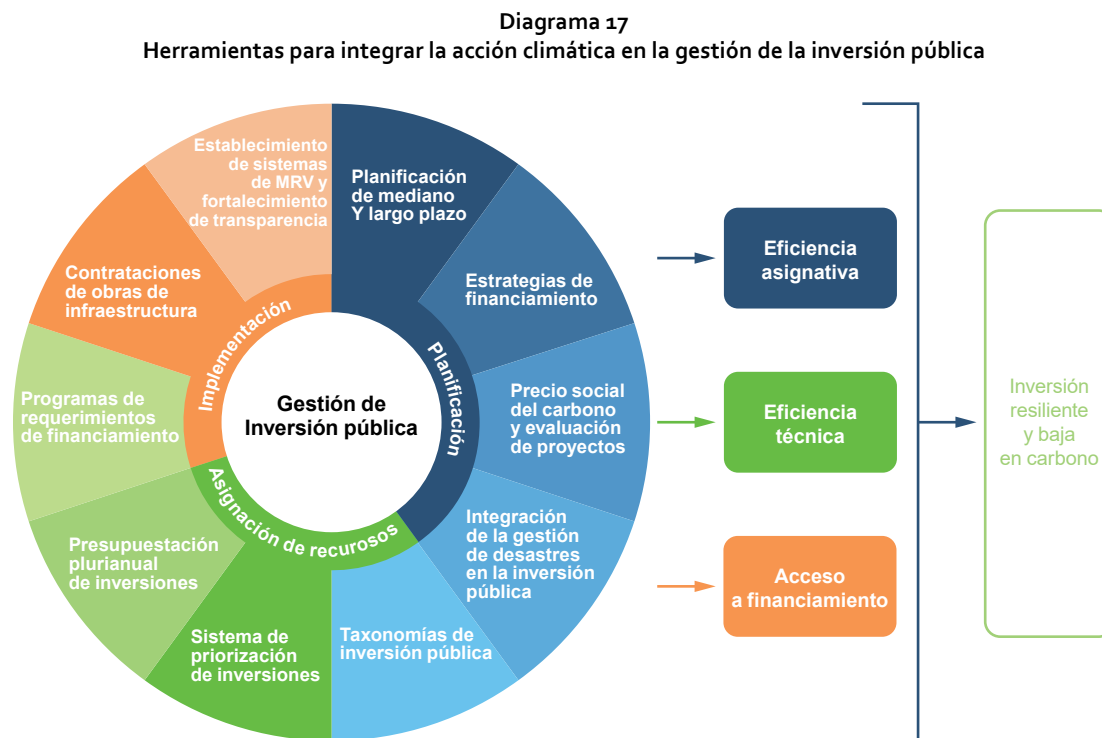 Diagrama 17
Herramientas para integrar la acción climática en la gestión de la inversión pública
Establecimiento
de sistemas
de MRV y
fortalecimiento
de transparencia
Planificación
de mediano
Y largo plazo
Estrategias de
financiamiento
Precio social
del carbono
y evaluación
de proyectos
Integración
de la gestión
de desastres
en la inversión
pública
Taxonomías de
inversión pública
Sistema de
priorización
de inversiones
Presupuestación
plurianual
de inversiones
Programas de
requerimientos
de financiamiento
Contrataciones
de obras de
infraestructura
Implementación
Planificación
Asignación de recurosos
Gestión de
Inversión pública
Eficiencia
asignativa
Eficiencia
técnica
Acceso
a financiamiento
Inversión
resiliente
y baja
en carbono